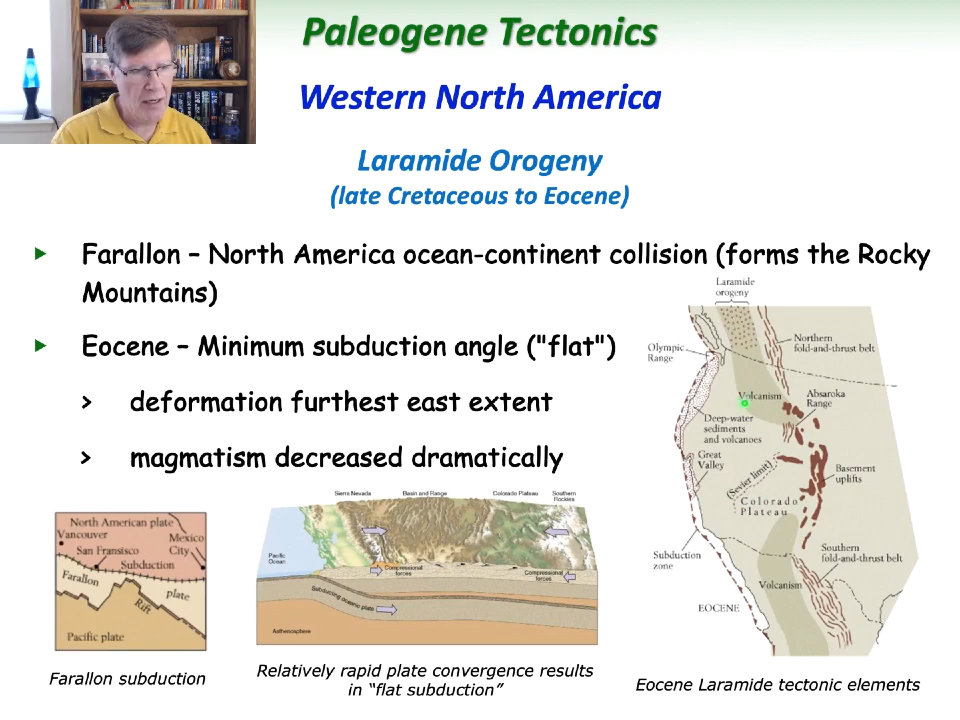 Paleogene Tectonics
Western North America
Laramide Orogeny
(late Cretaceous to Eocene)
Farallon – North America ocean-continent collision (forms the Rocky
Mountains)
Eocene – Minimum subduction angle ("flat")
> deformation furthest east extent
> magmatism decreased dramatically
North American plate
Vancouver
Mexico
City
San Fransisco
Subduction
Farallon
plate
Rift
Pacific plate
Farallon subduction
Sierra Nevada
Basin and Range
Colorado Plateau
Southern
Rockies
Pacific
Ocean
Compressional
forces
Compressional
forces
Subducting oceanic plate
Asthenosphere
Relatively rapid plate convergence results
in “flat subduction”
Laramide
orogeny
Olympic
Range
Northern
fold-and-thrust belt
Volcanism
Absaroka
Range
Deep-water
sediments
and volcanoes
Great
Valley
(Sevier limit)
Basement
uplifts
Colorado
Plateau
Subduction
zone
Southern
fold-and-thrust belt
Volcanism
EOCENE
Eocene Laramide tectonic elements